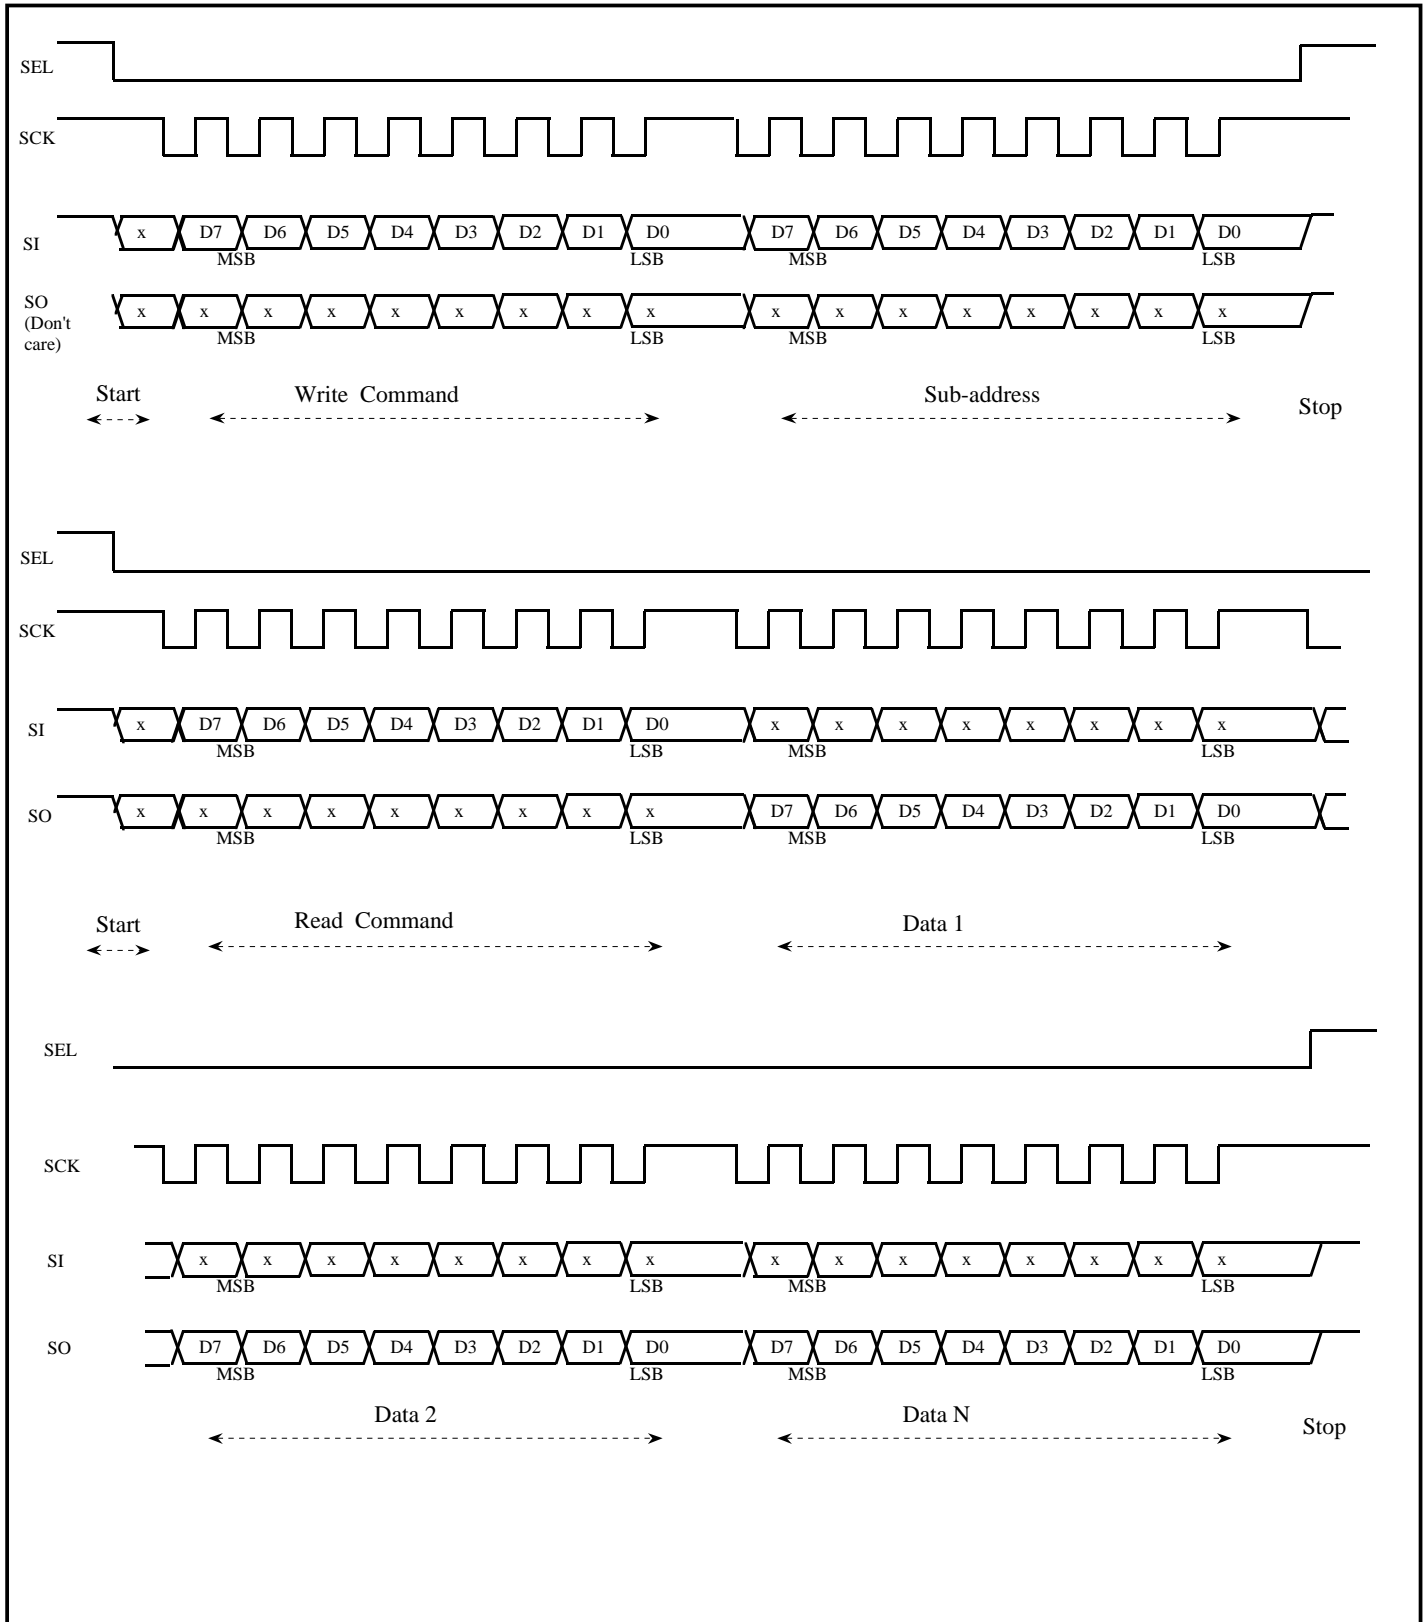 SEL
SCK
SI x D7 D6 D5 D4 D3 D2 D1 D0 D7 D6 D5 D4 D3 D2 D1 D0
MSB LSB MSB LSB
SO
(Don't
care)
x x x x x x x x x x x x x x x x x
MSB LSB MSB LSB
Start Write Command Sub-address Stop
SEL
SCK
SI x D7 D6 D5 D4 D3 D2 D1 D0 x x x x x x x x
MSB LSB MSB LSB
SO x x x x x x x x x D7 D6 D5 D4 D3 D2 D1 D0
MSB LSB MSB LSB
Start Read Command Data 1
SEL
SCK
SI x x x x x x x x x x x x x x x x
MSB LSB MSB LSB
SO D7 D6 D5 D4 D3 D2 D1 D0 D7 D6 D5 D4 D3 D2 D1 D0
MSB LSB MSB LSB
Data 2 Data N Stop